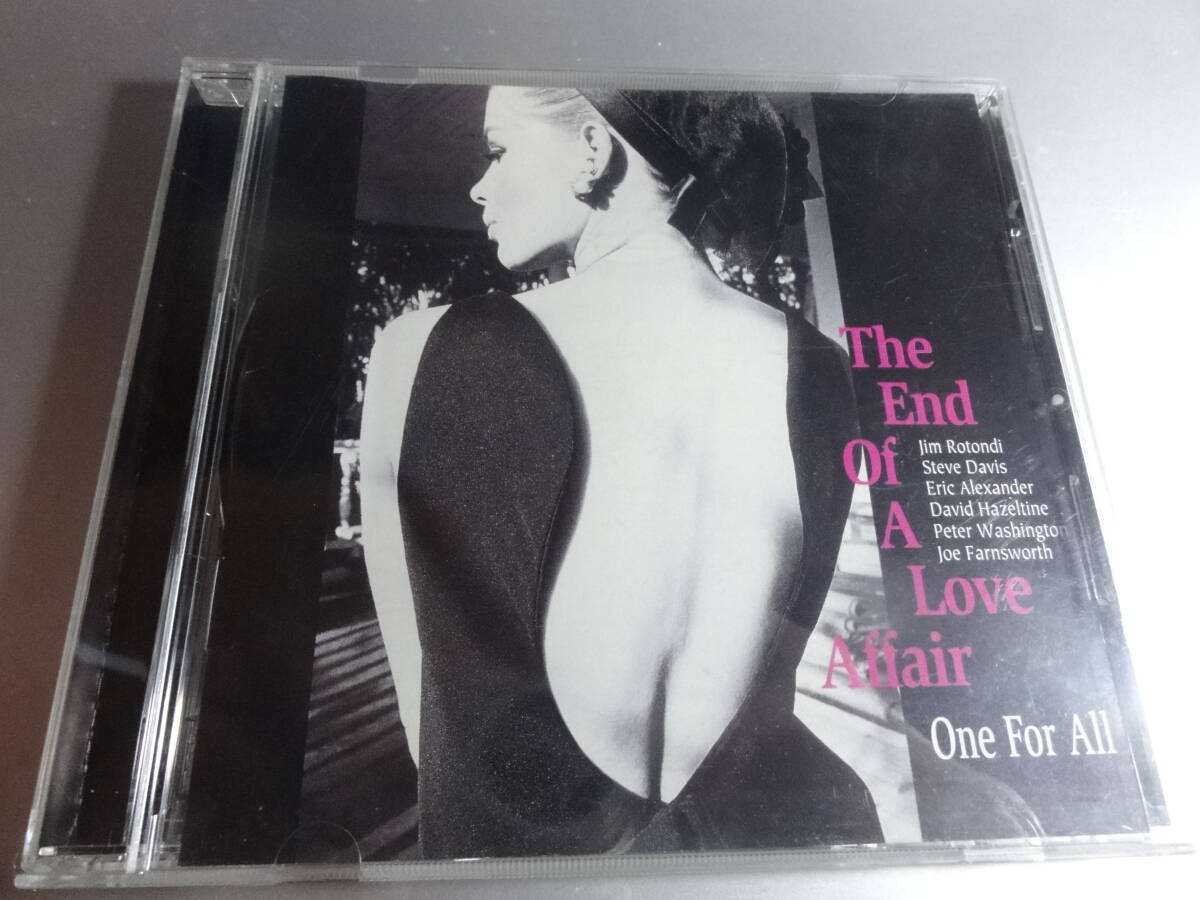 The
End
Of
A
Love
Affair
Jim Rotondi
Steve Davis
Eric Alexander
David Hazeltine
Peter Washington
Joe Farnsworth
One For All